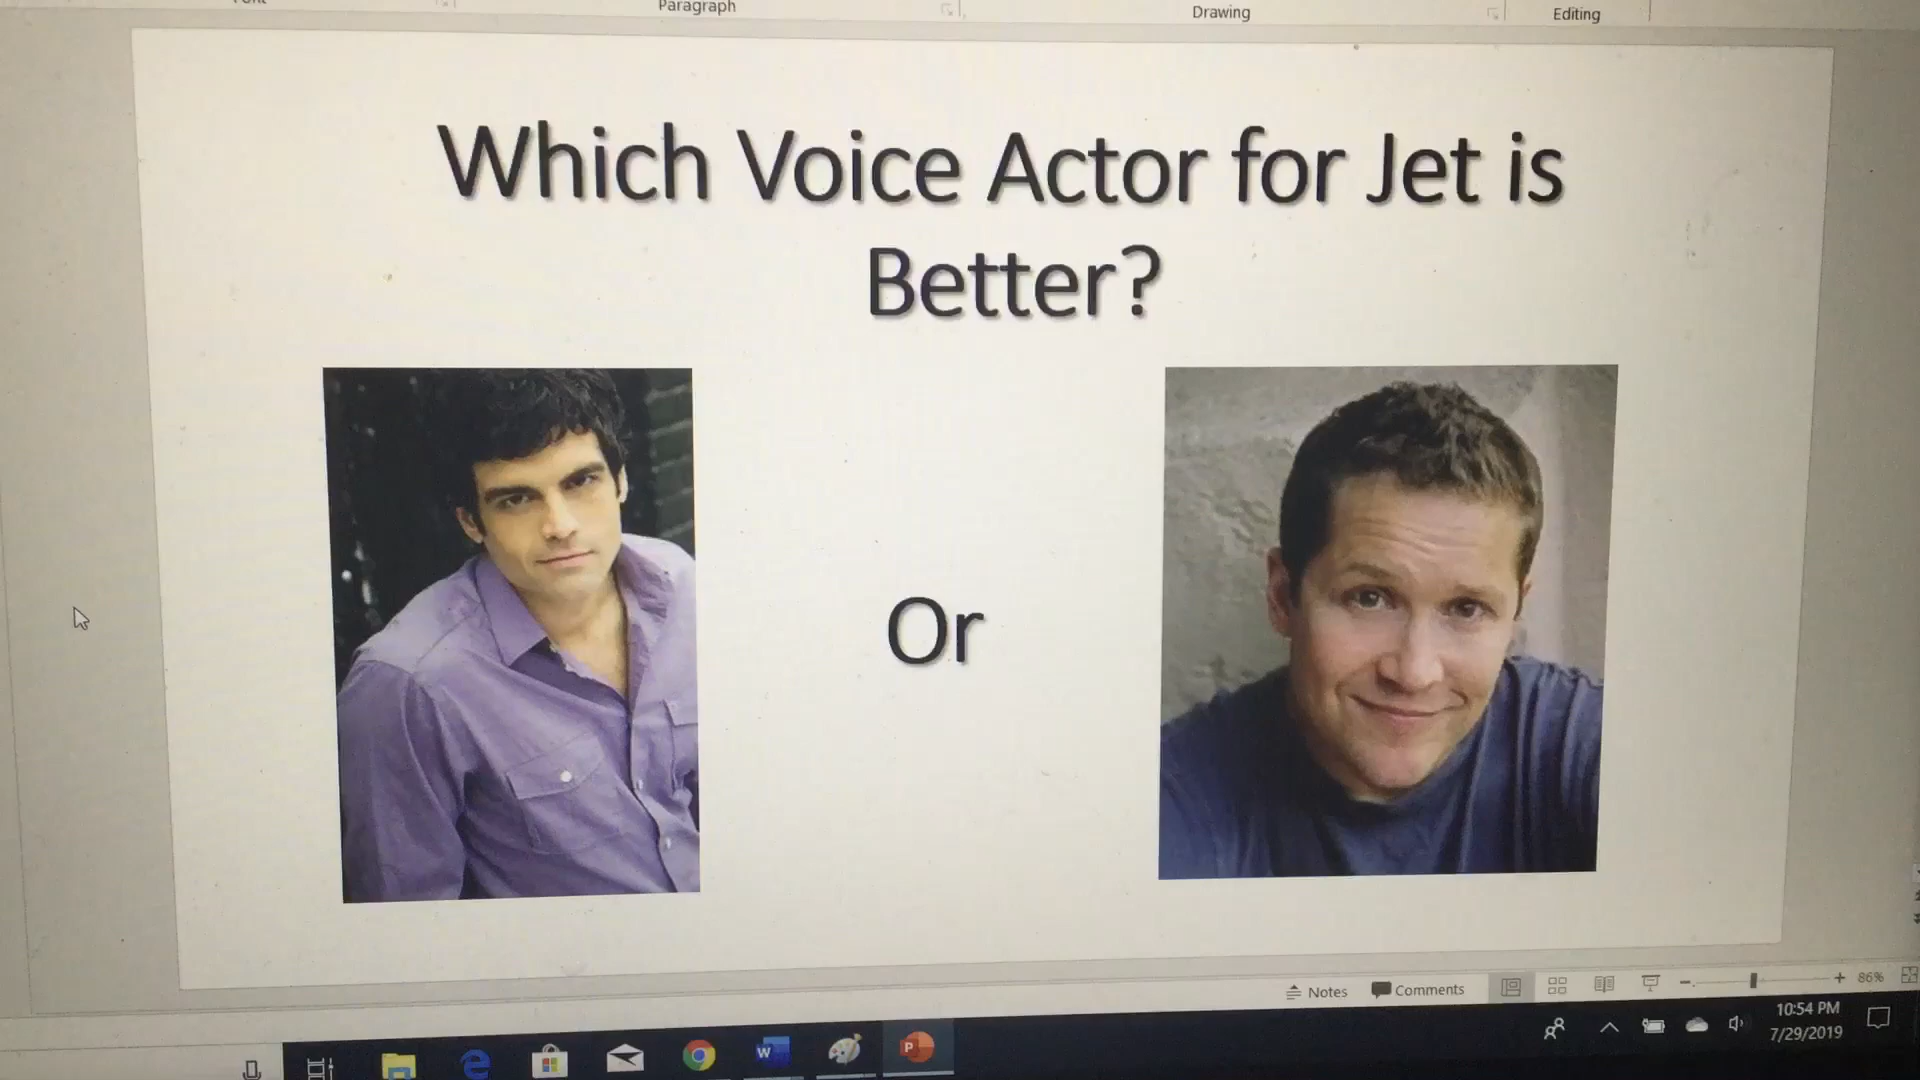 Paragraph
Drawing
Editing
Which Voice Actor for Jet is
Better?
Or
Notes
Comments
86%
10:54 PM
7/29/2019